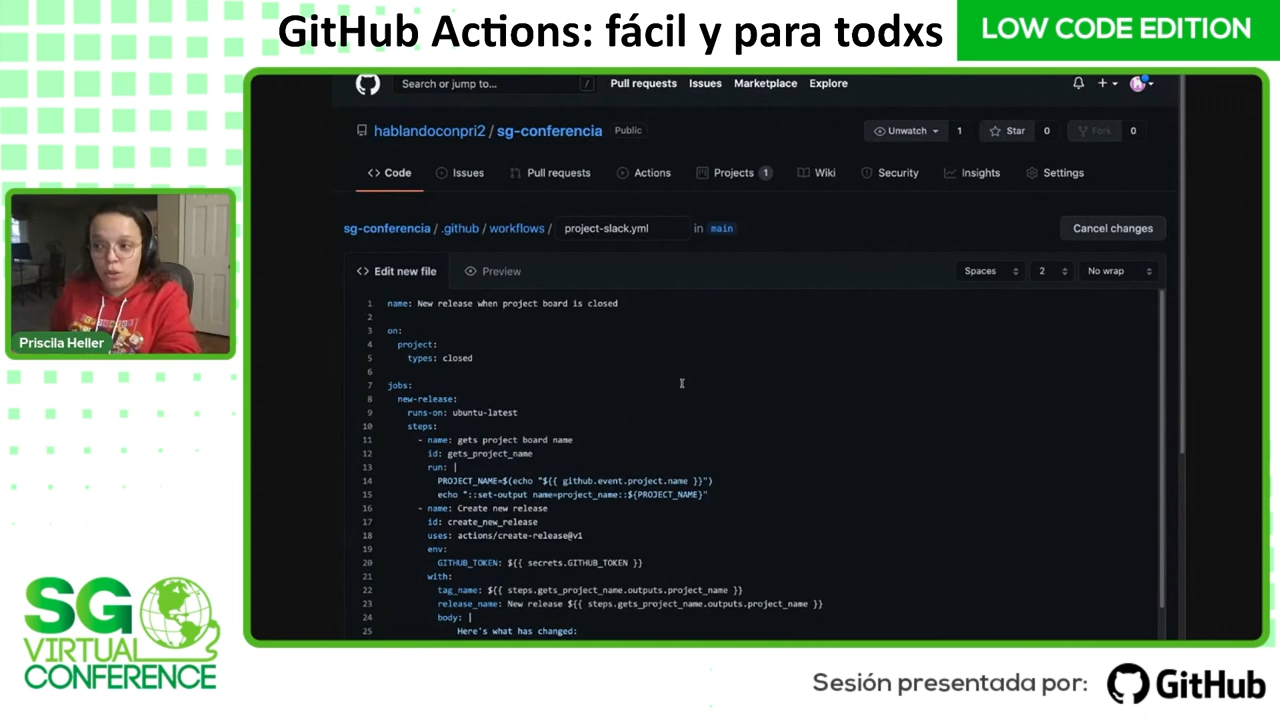 GitHub Actions: fácil y para todxs
LOW CODE EDITION
Search or jump to... /
Pull requests Issues Marketplace Explore
hablandoconpri2 / sg-conferencia Public
Unwatch 1 Star 0 Fork 0
Code Issues Pull requests Actions Projects 1 Wiki Security Insights Settings
sg-conferencia / .github / workflows / project-slack.yml in main
Cancel changes
Edit new file Preview
Spaces 2 No wrap
1 name: New release when project board is closed
2
3 on:
4 project:
5 types: closed
6
7 jobs:
8 new-release:
9 runs-on: ubuntu-latest
10 steps:
11 - name: gets project board name
12 id: gets_project_name
13 run: |
14 PROJECT_NAME=$(echo "${{ github.event.project.name }}")
15 echo "::set-output name=project_name::${PROJECT_NAME}"
16 - name: Create new release
17 id: create_new_release
18 uses: actions/create-release@v1
19 env:
20 GITHUB_TOKEN: ${{ secrets.GITHUB_TOKEN }}
21 with:
22 tag_name: ${{ steps.gets_project_name.outputs.project_name }}
23 release_name: New release ${{ steps.gets_project_name.outputs.project_name }}
24 body: |
25 Here's what has changed:
Priscila Heller
SG
VIRTUAL
CONFERENCE
Sesión presentada por: GitHub